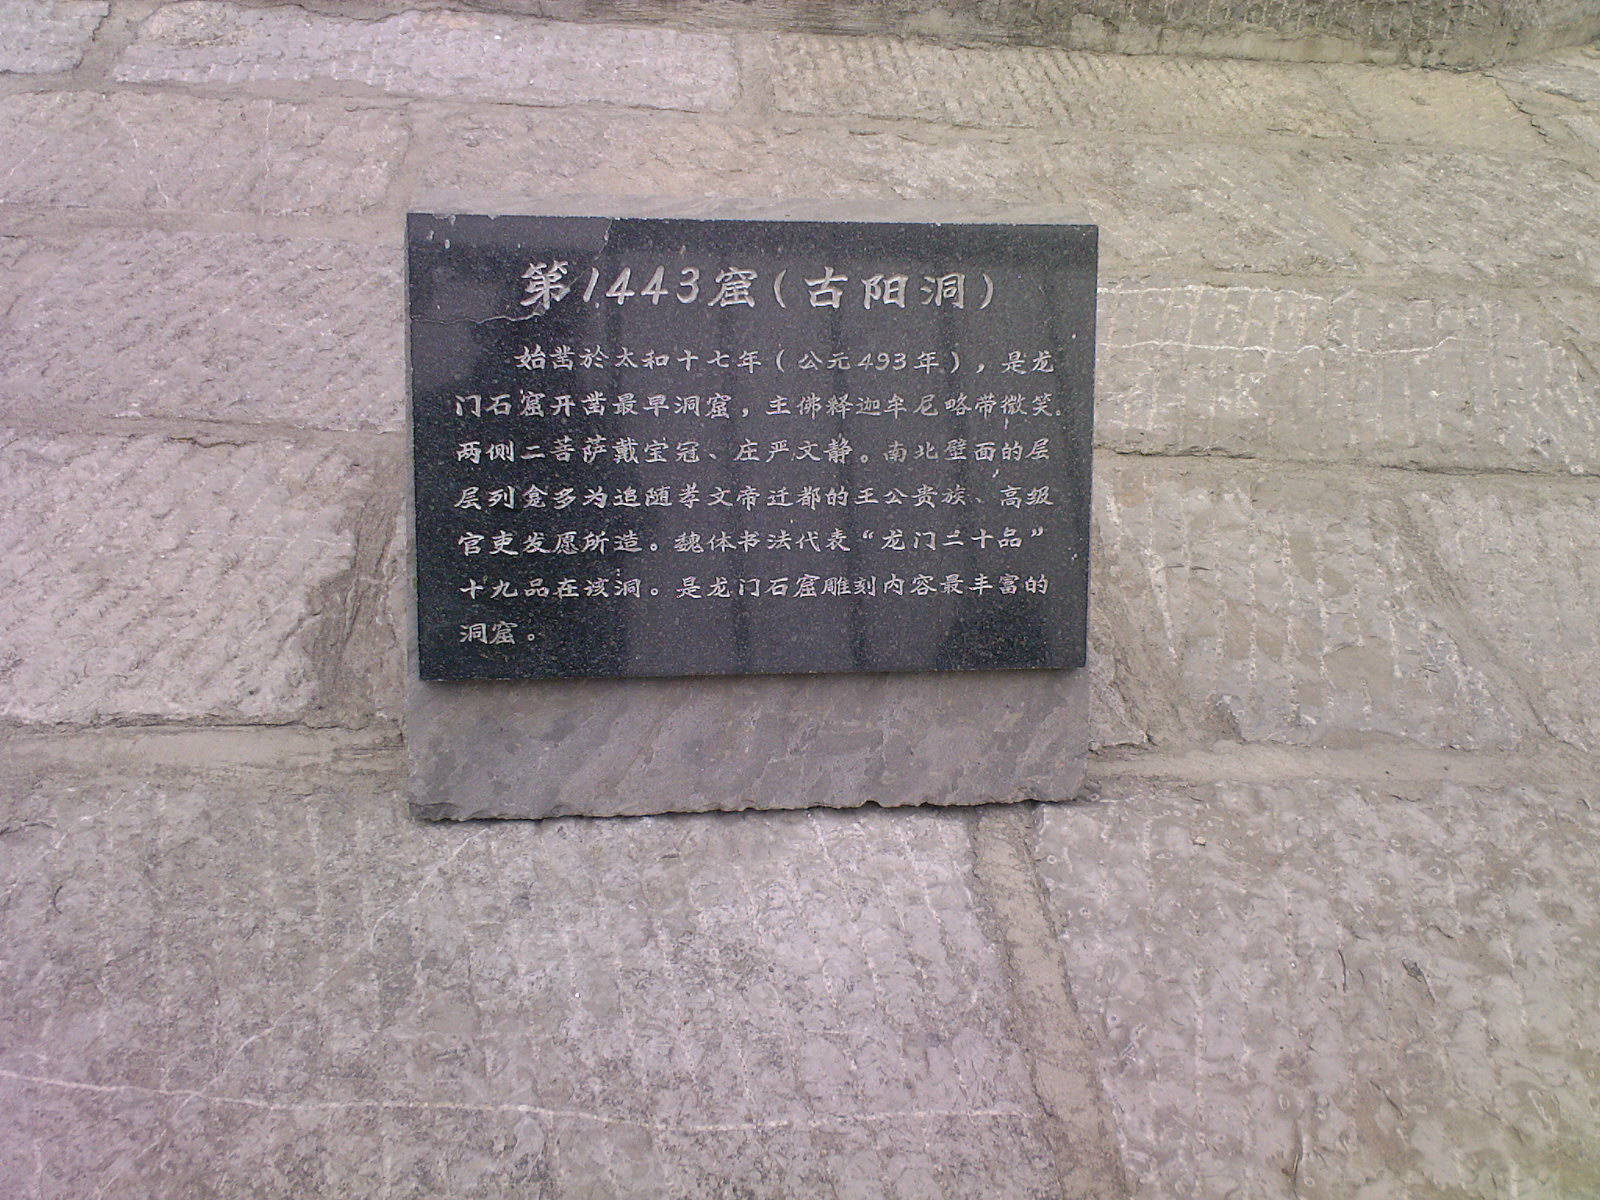 第1443窟（古阳洞）
始凿於太和十七年（公元493年），是龙
门石窟开凿最早洞窟，主佛释迦牟尼略带微笑。
两侧二菩萨戴宝冠、庄严文静。南北壁面的层
层列龛多为追随孝文帝迁都的王公贵族、高级
官吏发愿所造。魏体书法代表“龙门二十品”
十九品在该洞。是龙门石窟雕刻内容最丰富的
洞窟。